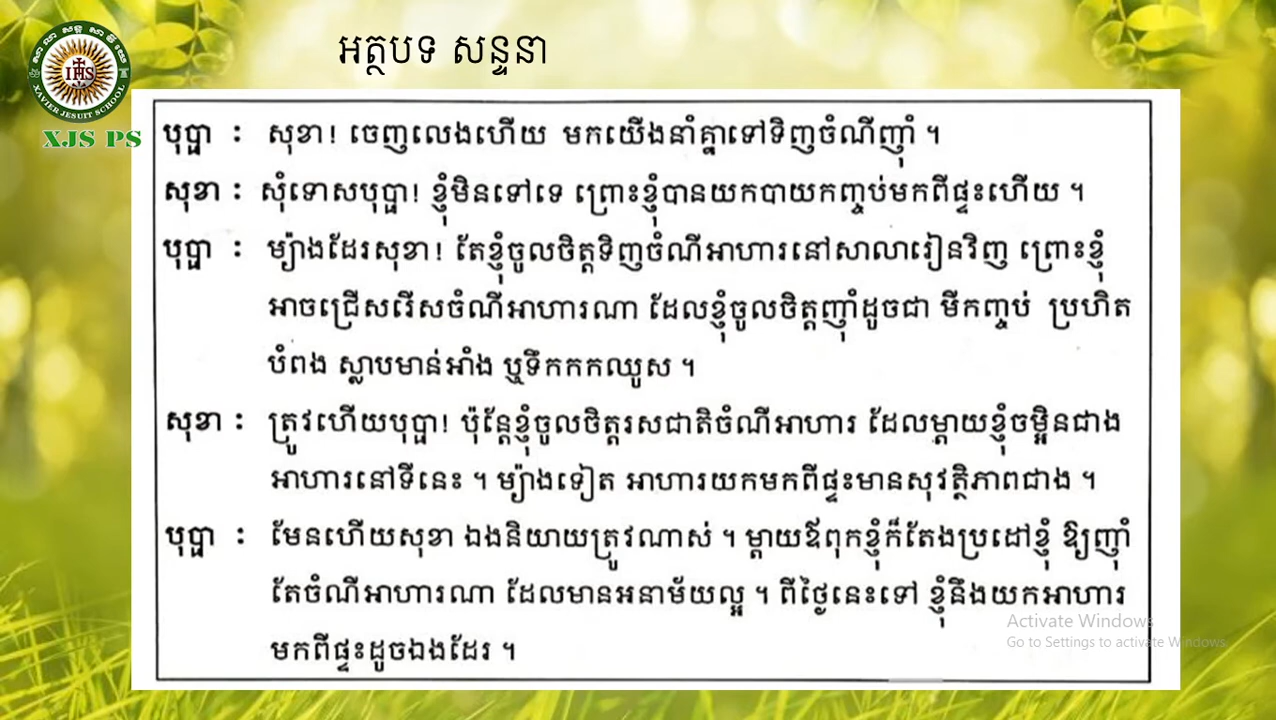 អត្ថបទ សន្ទនា
XAVIER JESUIT SCHOOL
IHS
XJS PS
បុប្ផា : សុខា! ចេញលេងហើយ មកយើងនាំគ្នាទៅទិញចំណីញ៉ាំ ។
សុខា : សុំទោសបុប្ផា! ខ្ញុំមិនទៅទេ ព្រោះខ្ញុំបានយកបាយកញ្ចប់មកពីផ្ទះហើយ ។
បុប្ផា : ម្យ៉ាងដែរសុខា! តែខ្ញុំចូលចិត្តទិញចំណីអាហារនៅសាលារៀនវិញ ព្រោះខ្ញុំ
អាចជ្រើសរើសចំណីអាហារណា ដែលខ្ញុំចូលចិត្តញ៉ាំដូចជា មីកញ្ចប់ ប្រហិត
បំពង ស្លាបមាន់អាំង ឬទឹកកកឈូស ។
សុខា : ត្រូវហើយបុប្ផា! ប៉ុន្តែខ្ញុំចូលចិត្តរសជាតិចំណីអាហារ ដែលម្តាយខ្ញុំចម្អិនជាង
អាហារនៅទីនេះ ។ ម្យ៉ាងទៀត អាហារយកមកពីផ្ទះមានសុវត្ថិភាពជាង ។
បុប្ផា : មែនហើយសុខា ឯងនិយាយត្រូវណាស់ ។ ម្តាយឪពុកខ្ញុំក៏តែងប្រដៅខ្ញុំ ឱ្យញ៉ាំ
តែចំណីអាហារណា ដែលមានអនាម័យល្អ ។ ពីថ្ងៃនេះទៅ ខ្ញុំនឹងយកអាហារ
មកពីផ្ទះដូចឯងដែរ ។
Activate Windows
Go to Settings to activate Windows.